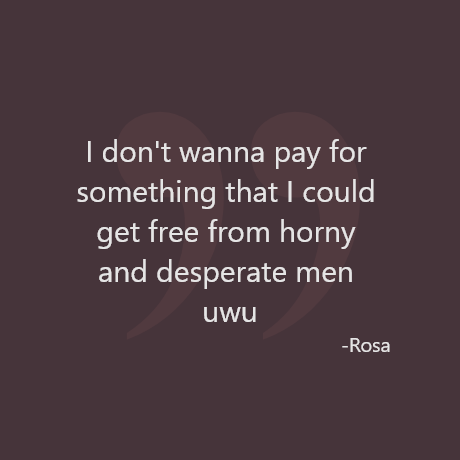 I don't wanna pay for
something that I could
get free from horny
and desperate men
uwu
-Rosa